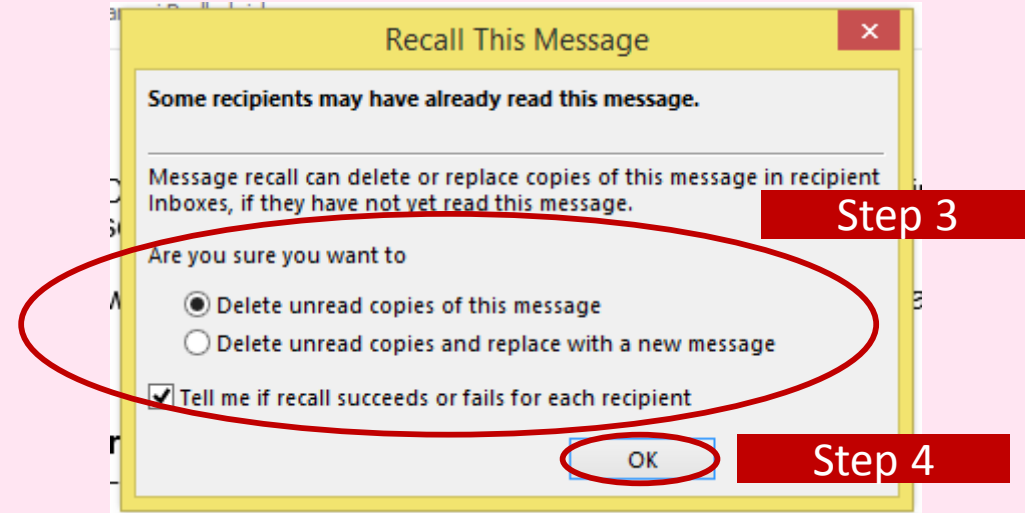 Recall This Message
Some recipients may have already read this message.
Message recall can delete or replace copies of this message in recipient
Inboxes, if they have not yet read this message.
Step 3
Are you sure you want to
Delete unread copies of this message
Delete unread copies and replace with a new message
Tell me if recall succeeds or fails for each recipient
OK
Step 4